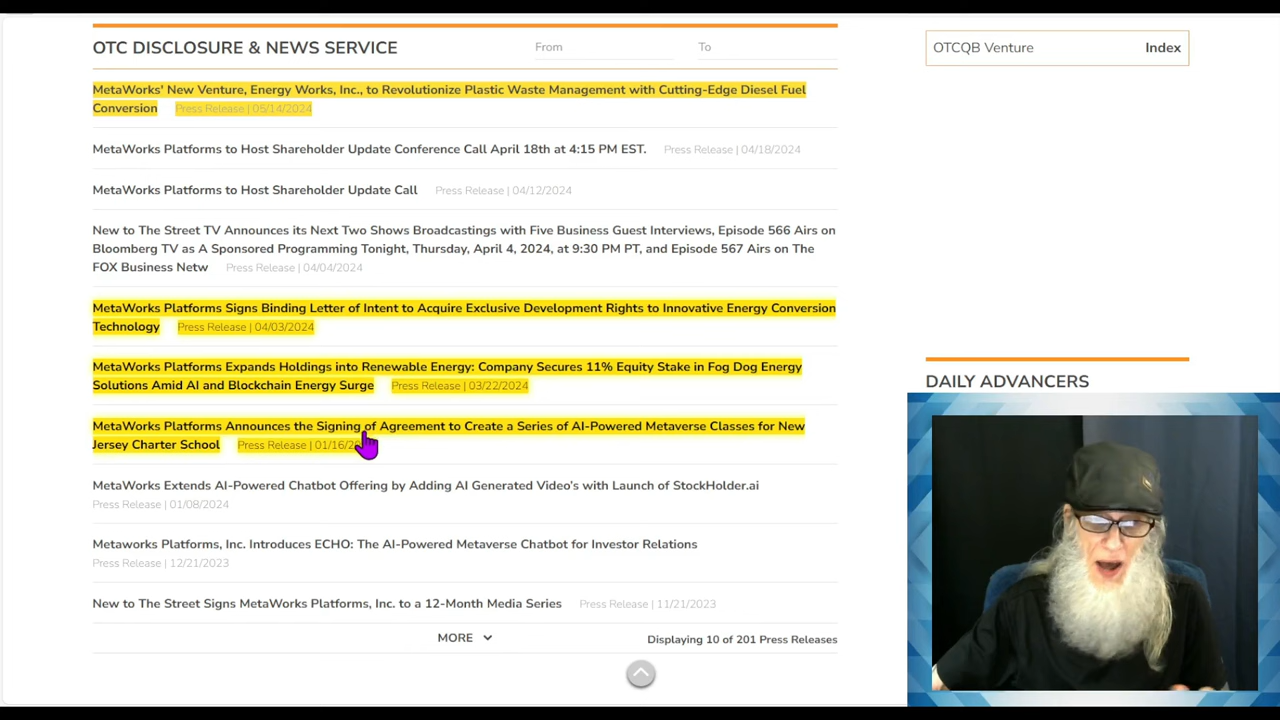 OTC DISCLOSURE & NEWS SERVICE
From
To
MetaWorks' New Venture, Energy Works, Inc., to Revolutionize Plastic Waste Management with Cutting-Edge Diesel Fuel
Conversion Press Release | 05/14/2024
MetaWorks Platforms to Host Shareholder Update Conference Call April 18th at 4:15 PM EST. Press Release | 04/18/2024
MetaWorks Platforms to Host Shareholder Update Call Press Release | 04/12/2024
New to The Street TV Announces its Next Two Shows Broadcastings with Five Business Guest Interviews, Episode 566 Airs on
Bloomberg TV as A Sponsored Programming Tonight, Thursday, April 4, 2024, at 9:30 PM PT, and Episode 567 Airs on The
FOX Business Netw Press Release | 04/04/2024
MetaWorks Platforms Signs Binding Letter of Intent to Acquire Exclusive Development Rights to Innovative Energy Conversion
Technology Press Release | 04/03/2024
MetaWorks Platforms Expands Holdings into Renewable Energy: Company Secures 11% Equity Stake in Fog Dog Energy
Solutions Amid AI and Blockchain Energy Surge Press Release | 03/22/2024
MetaWorks Platforms Announces the Signing of Agreement to Create a Series of AI-Powered Metaverse Classes for New
Jersey Charter School Press Release |
MetaWorks Extends AI-Powered Chatbot Offering by Adding AI Generated Video's with Launch of StockHolder.ai
Press Release | 01/08/2024
Metaworks Platforms, Inc. Introduces ECHO: The AI-Powered Metaverse Chatbot for Investor Relations
Press Release | 12/21/2023
New to The Street Signs MetaWorks Platforms, Inc. to a 12-Month Media Series Press Release | 11/21/2023
MORE
Displaying 10 of 201 Press Releases
OTCQB Venture
Index
DAILY ADVANCERS